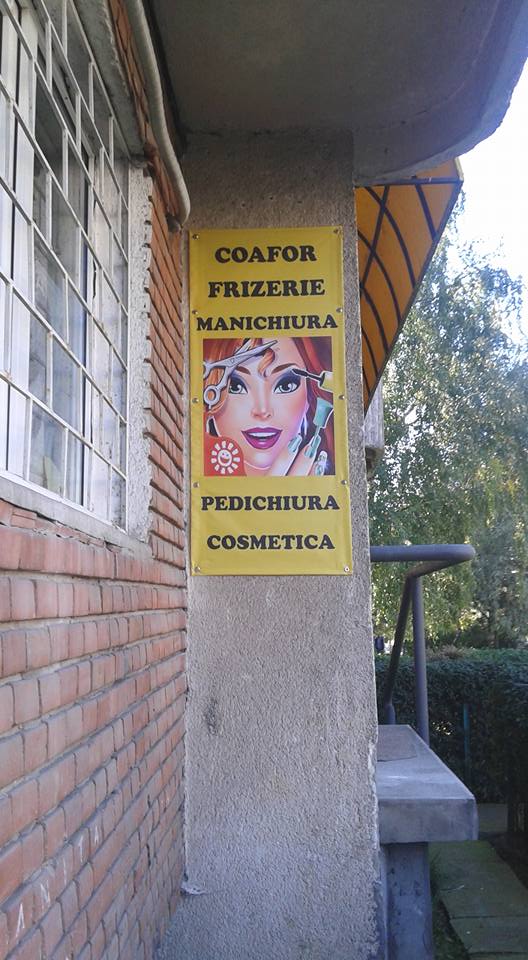 COAFOR
FRIZERIE
MANICHIURA
PEDICHIURA
COSMETICA